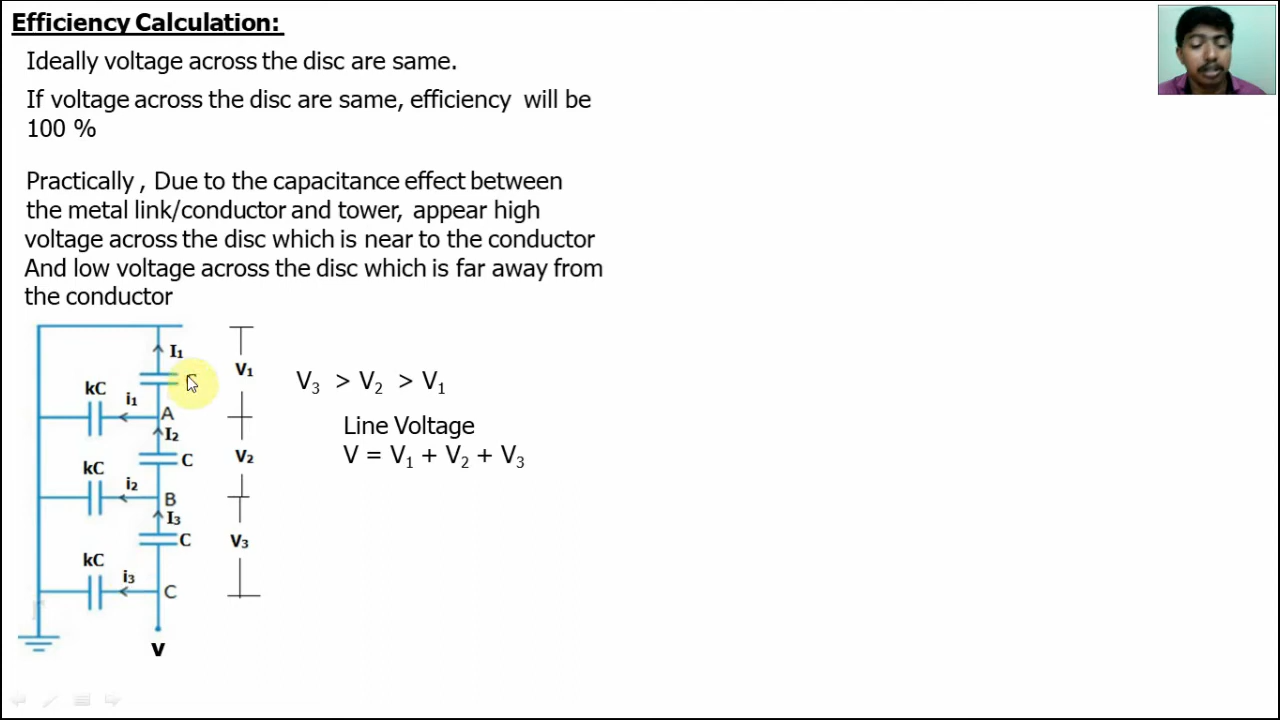 Efficiency Calculation:
Ideally voltage across the disc are same.
If voltage across the disc are same, efficiency will be
100 %
Practically , Due to the capacitance effect between
the metal link/conductor and tower, appear high
voltage across the disc which is near to the conductor
And low voltage across the disc which is far away from
the conductor
I₁
V₁
kC
i₁
A
V₃ > V₂ > V₁
Line Voltage
V = V₁ + V₂ + V₃
I₂
kC
C
V₂
i₂
B
I₃
C
V₃
kC
i₃
C
V